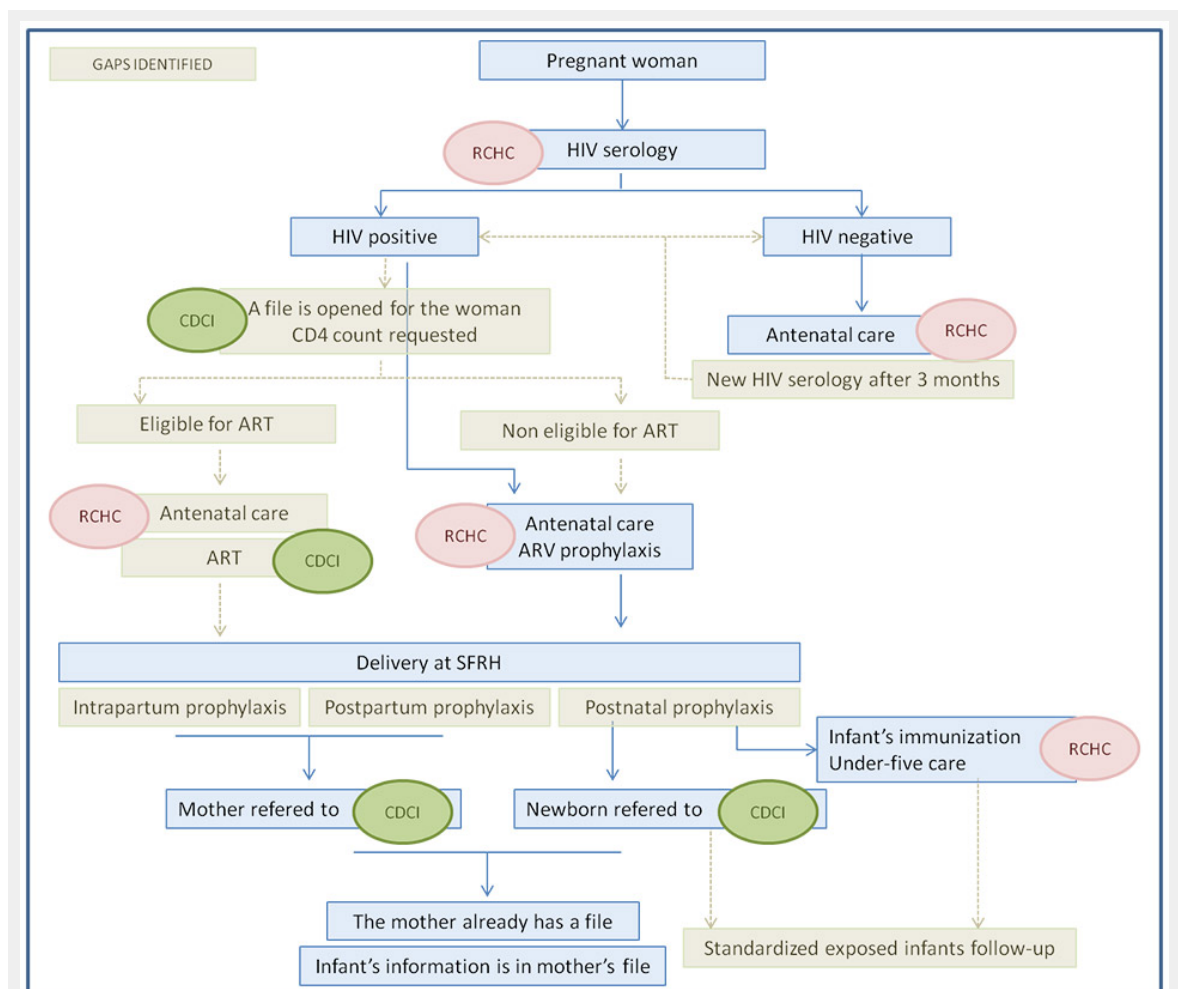 GAPS IDENTIFIED
Pregnant woman
RCHC
HIV serology
HIV positive
HIV negative
CDCI
A file is opened for the woman
CD4 count requested
Antenatal care
RCHC
New HIV serology after 3 months
Eligible for ART
Non eligible for ART
RCHC
Antenatal care
ART
CDCI
RCHC
Antenatal care
ARV prophylaxis
Delivery at SFRH
Intrapartum prophylaxis
Postpartum prophylaxis
Postnatal prophylaxis
Infant's immunization
Under-five care
RCHC
Mother refered to
CDCI
Newborn refered to
CDCI
The mother already has a file
Infant's information is in mother's file
Standardized exposed infants follow-up